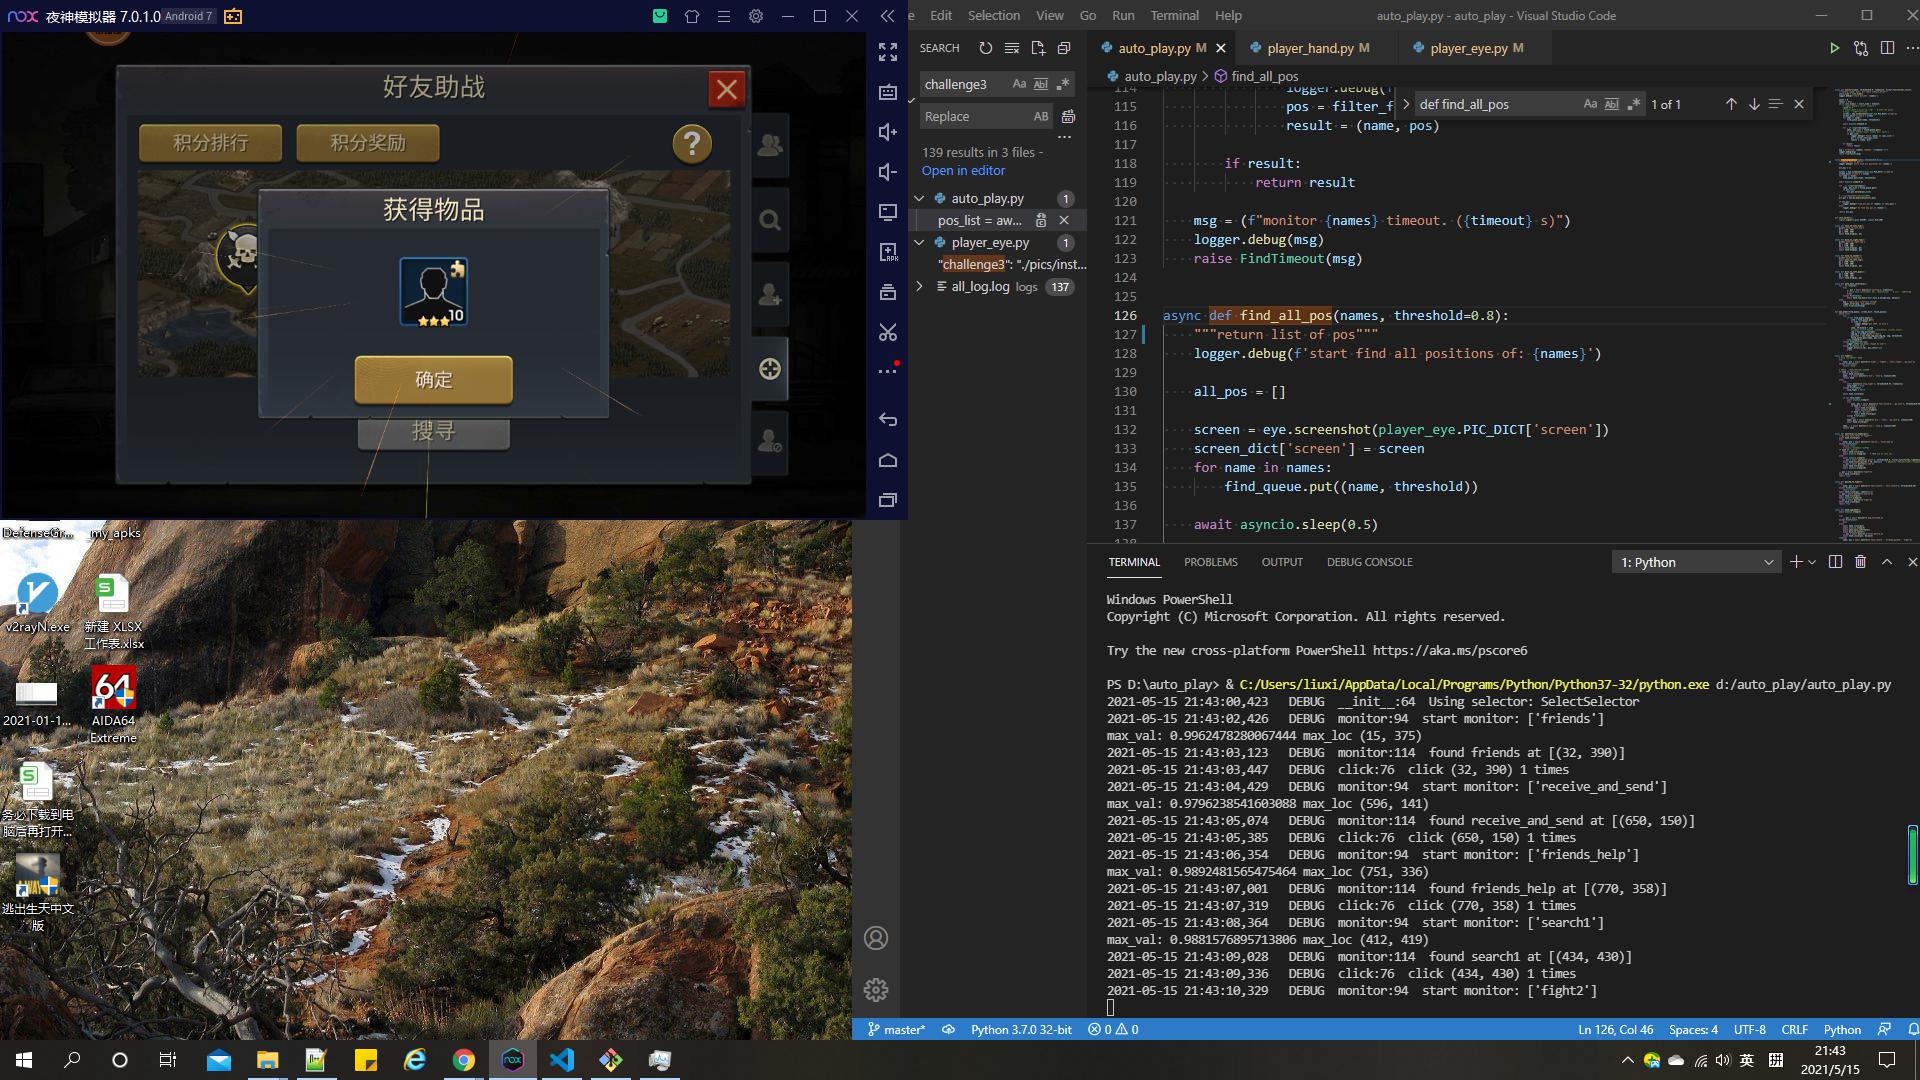 nox 夜神模拟器 7.0.1.0 Android 7
好友助战
积分排行
积分奖励
?
获得物品
10
确定
搜寻
DefenseGr...
_my_apks
v2rayN.exe
新建 XLSX
工作表.xlsx
2021-01-1...
AIDA64
Extreme
务必下载到电
脑后再打开...
逃出生天中文
版
e Edit Selection View Go Run Terminal Help
auto_play.py - auto_play - Visual Studio Code
SEARCH
challenge3
Replace
139 results in 3 files -
Open in editor
auto_play.py 1
pos_list = aw...
player_eye.py 1
"challenge3": "./pics/inst...
all_log.log logs 137
auto_play.py M
player_hand.py M
player_eye.py M
auto_play.py > find_all_pos
def find_all_pos
1 of 1
114 logger.debug(
115 pos = filter_f
116 result = (name, pos)
117
118 if result:
119 return result
120
121 msg = (f"monitor {names} timeout. ({timeout} s)")
122 logger.debug(msg)
123 raise FindTimeout(msg)
124
125
126 async def find_all_pos(names, threshold=0.8):
127 """return list of pos"""
128 logger.debug(f'start find all positions of: {names}')
129
130 all_pos = []
131
132 screen = eye.screenshot(player_eye.PIC_DICT['screen'])
133 screen_dict['screen'] = screen
134 for name in names:
135 find_queue.put((name, threshold))
136
137 await asyncio.sleep(0.5)
138
TERMINAL PROBLEMS OUTPUT DEBUG CONSOLE
1: Python
Windows PowerShell
Copyright (C) Microsoft Corporation. All rights reserved.
Try the new cross-platform PowerShell https://aka.ms/pscore6
PS D:\auto_play> & C:/Users/liuxi/AppData/Local/Programs/Python/Python37-32/python.exe d:/auto_play/auto_play.py
2021-05-15 21:43:00,423 DEBUG __init__:64 Using selector: SelectSelector
2021-05-15 21:43:02,426 DEBUG monitor:94 start monitor: ['friends']
max_val: 0.9962478280067444 max_loc (15, 375)
2021-05-15 21:43:03,123 DEBUG monitor:114 found friends at [(32, 390)]
2021-05-15 21:43:03,447 DEBUG click:76 click (32, 390) 1 times
2021-05-15 21:43:04,429 DEBUG monitor:94 start monitor: ['receive_and_send']
max_val: 0.9796238541603088 max_loc (596, 141)
2021-05-15 21:43:05,074 DEBUG monitor:114 found receive_and_send at [(650, 150)]
2021-05-15 21:43:05,385 DEBUG click:76 click (650, 150) 1 times
2021-05-15 21:43:06,354 DEBUG monitor:94 start monitor: ['friends_help']
max_val: 0.9892481565475464 max_loc (751, 336)
2021-05-15 21:43:07,001 DEBUG monitor:114 found friends_help at [(770, 358)]
2021-05-15 21:43:07,319 DEBUG click:76 click (770, 358) 1 times
2021-05-15 21:43:08,364 DEBUG monitor:94 start monitor: ['search1']
max_val: 0.9881576895713806 max_loc (412, 419)
2021-05-15 21:43:09,028 DEBUG monitor:114 found search1 at [(434, 430)]
2021-05-15 21:43:09,336 DEBUG click:76 click (434, 430) 1 times
2021-05-15 21:43:10,329 DEBUG monitor:94 start monitor: ['fight2']
master* Python 3.7.0 32-bit 0 0
Ln 126, Col 46 Spaces: 4 UTF-8 CRLF Python
英
拼
21:43
2021/5/15